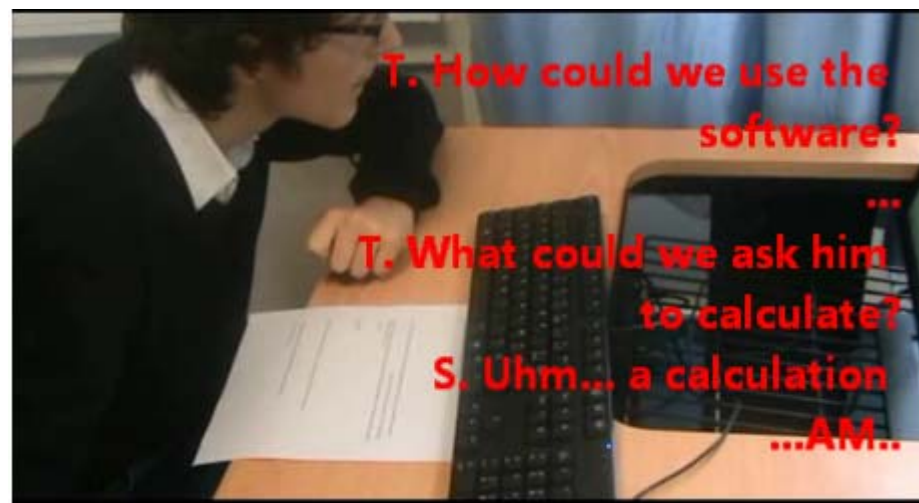 T. How could we use the
software?
...
T. What could we ask him
to calculate?
S. Uhm... a calculation
...AM..